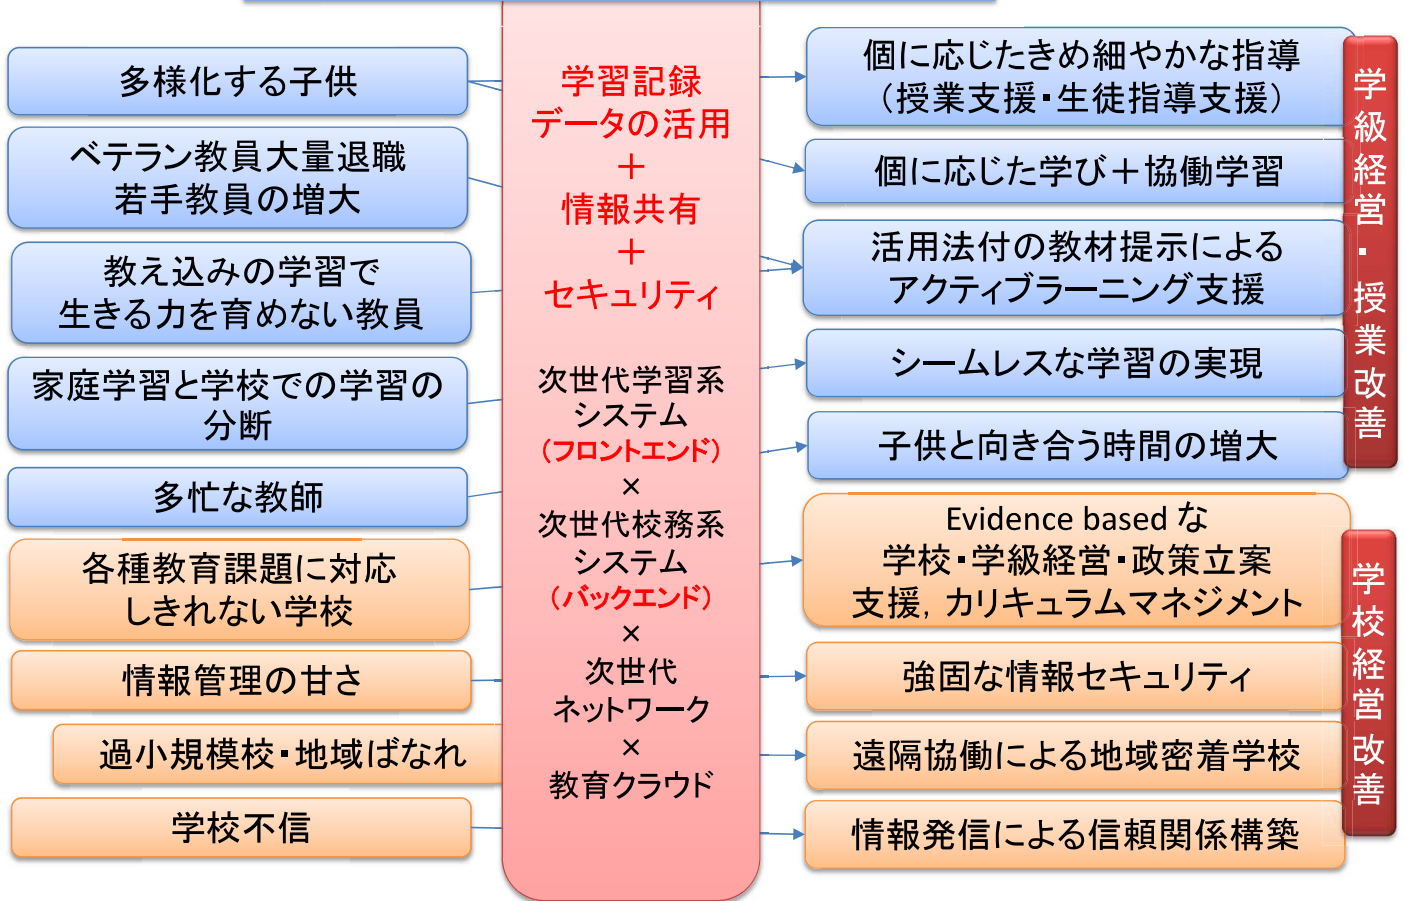 多様化する子供
ベテラン教員大量退職
若手教員の増大
教え込みの学習で
生きる力を育めない教員
家庭学習と学校での学習の
分断
多忙な教師
各種教育課題に対応
しきれない学校
情報管理の甘さ
過小規模校・地域ばなれ
学校不信
学習記録
データの活用
＋
情報共有
＋
セキュリティ
次世代学習系
システム
（フロントエンド）
×
次世代校務系
システム
（バックエンド）
×
次世代
ネットワーク
×
教育クラウド
個に応じたきめ細やかな指導
（授業支援・生徒指導支援）
個に応じた学び＋協働学習
活用法付の教材提示による
アクティブラーニング支援
シームレスな学習の実現
子供と向き合う時間の増大
Evidence based な
学校・学級経営・政策立案
支援，カリキュラムマネジメント
強固な情報セキュリティ
遠隔協働による地域密着学校
情報発信による信頼関係構築
学級経営・授業改善
学校経営改善